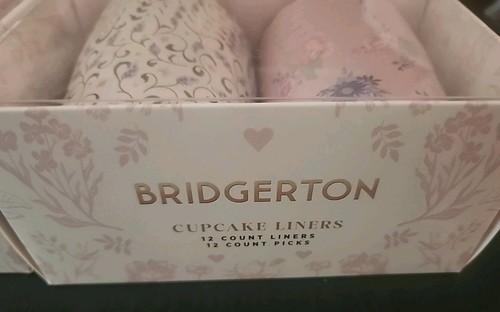 BRIDGERTON
CUPCAKE LINERS
12 COUNT LINERS
12 COUNT PICKS